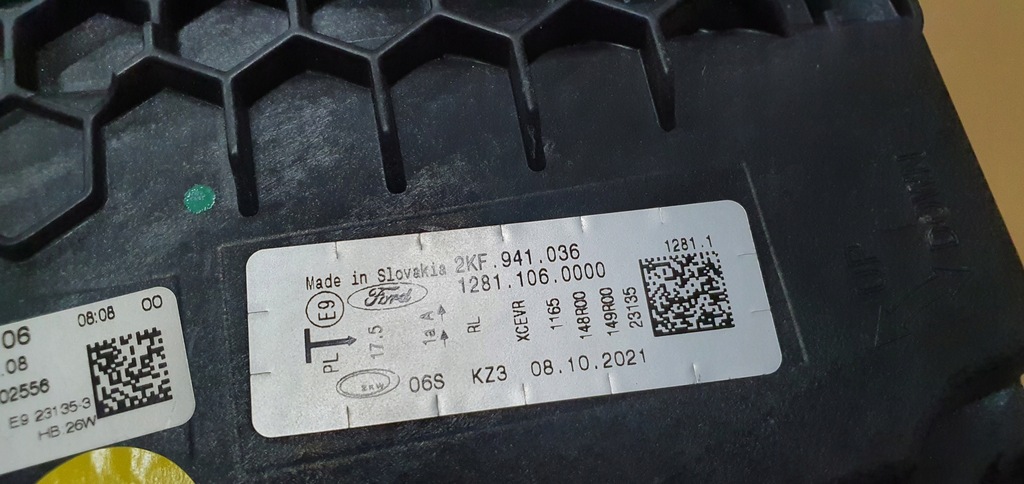 Made in Slovakia 2KF.941.036
1281.106.0000
1281.1
E9
Ford
T
PL
17.5
1a A
RL
XCEVR
1165
148R00
149R00
23135
06S KZ3 08.10.2021
06
08:08 00
.08
02556
E9 23135-3
HB.26W
UP
DOWN